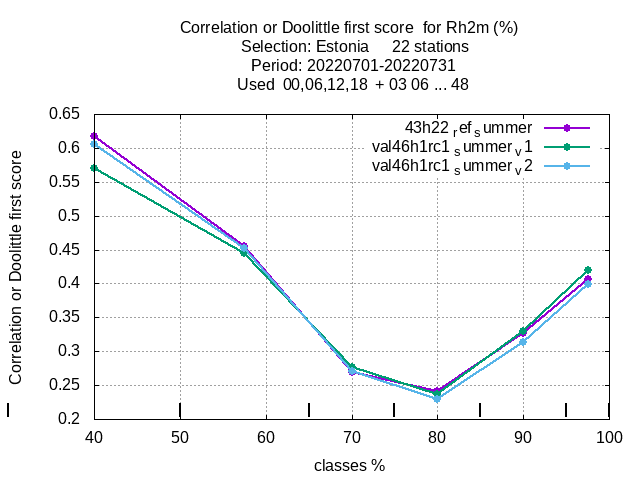 Correlation or Doolittle first score  for Rh2m (%)
Selection: Estonia     22 stations
Period: 20220701-20220731
Used  00,06,12,18  + 03 06 ... 48
43h22 ref summer
val46h1rc1 summer v1
val46h1rc1 summer v2
Correlation or Doolittle first score
0.65
0.6
0.55
0.5
0.45
0.4
0.35
0.3
0.25
0.2
40 50 60 70 80 90 100
classes %